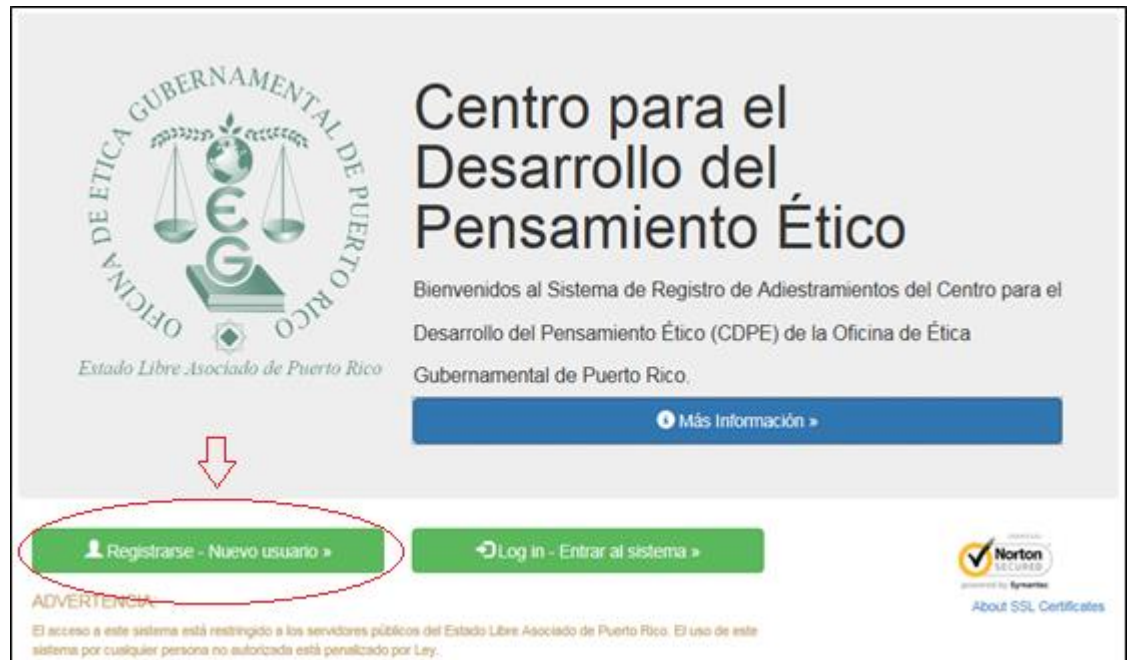 OFICINA DE ETICA GUBERNAMENTAL DE PUERTO RICO
OEG
Estado Libre Asociado de Puerto Rico
Centro para el
Desarrollo del
Pensamiento Ético
Bienvenidos al Sistema de Registro de Adiestramientos del Centro para el
Desarrollo del Pensamiento Ético (CDPE) de la Oficina de Ética
Gubernamental de Puerto Rico.
Más Información »
Registrarse - Nuevo usuario »
Log in - Entrar al sistema »
Norton
SECURED
powered by Symantec
About SSL Certificates
ADVERTENCIA:
El acceso a este sistema está restringido a los servidores públicos del Estado Libre Asociado de Puerto Rico. El uso de este
sistema por cualquier persona no autorizada está penalizado por Ley.